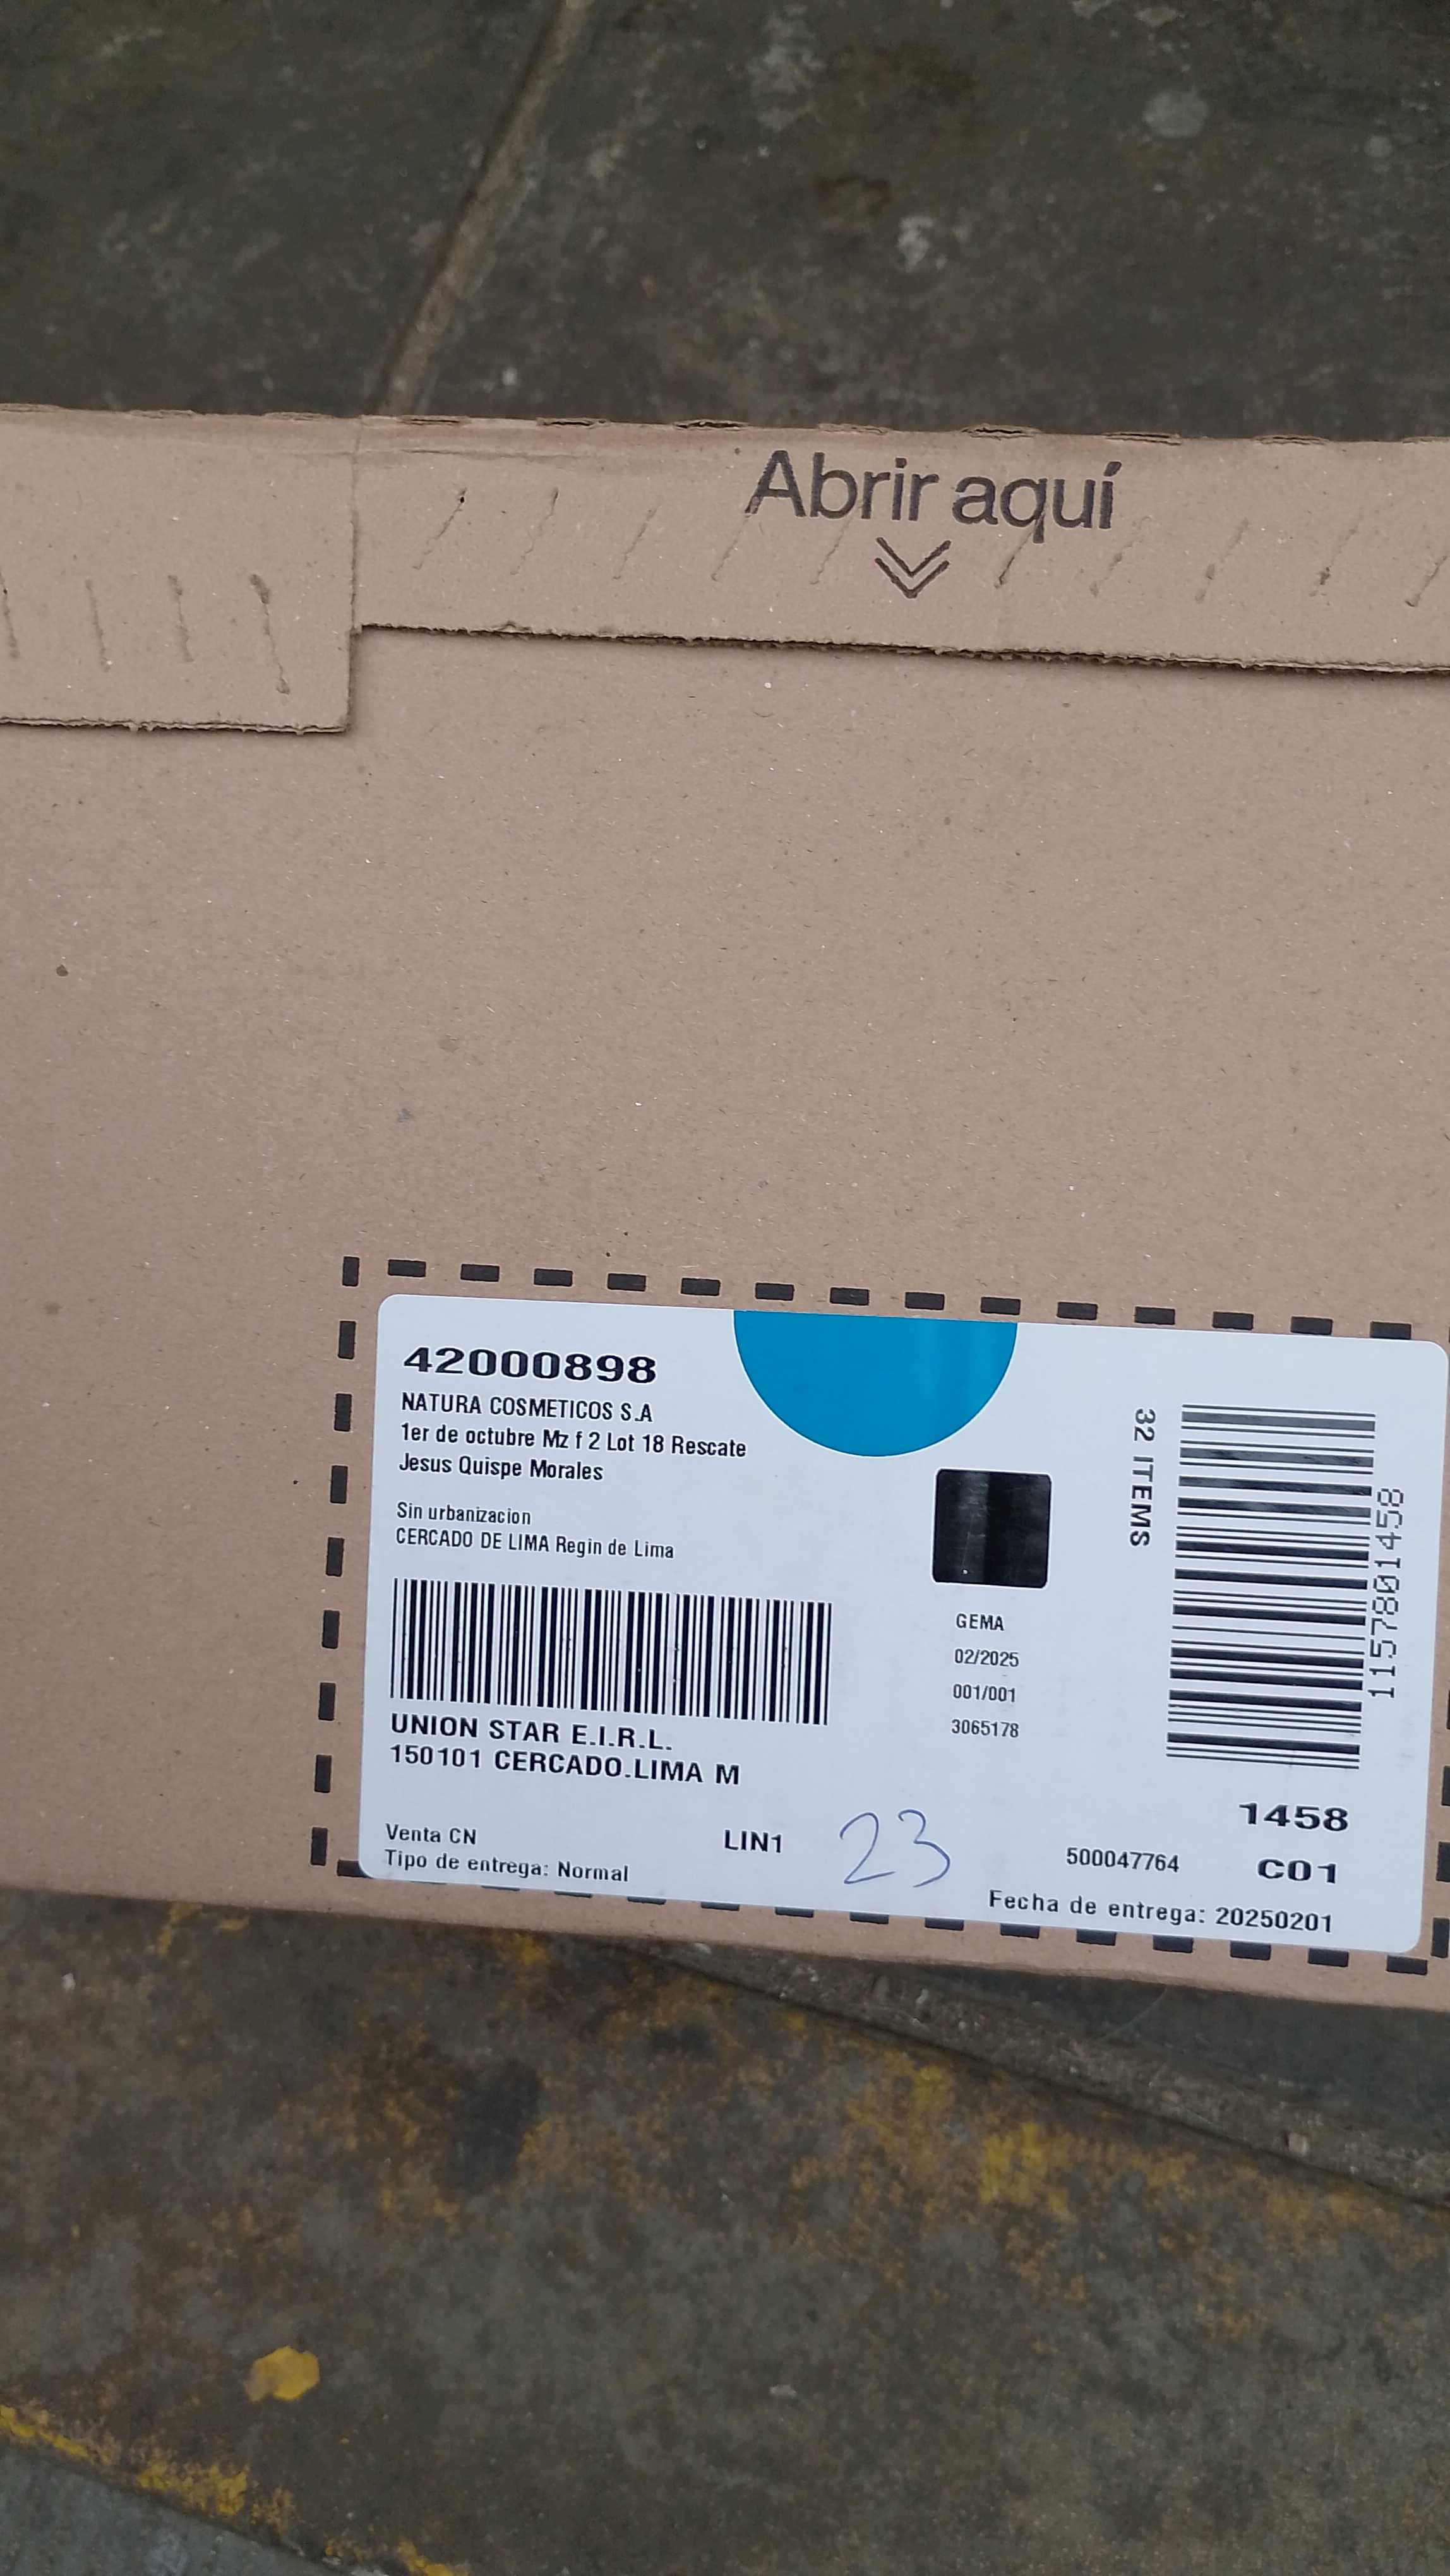 Abrir aquí
42000898
NATURA COSMETICOS S.A
1er de octubre Mz f 2 Lot 18 Rescate
Jesus Quispe Morales
Sin urbanizacion
CERCADO DE LIMA Regin de Lima
32 ITEMS
1157801458
GEMA
02/2025
001/001
3065178
UNION STAR E.I.R.L.
150101 CERCADO.LIMA M
1458
Venta CN
LIN1
23
500047764
C01
Tipo de entrega: Normal
Fecha de entrega: 20250201